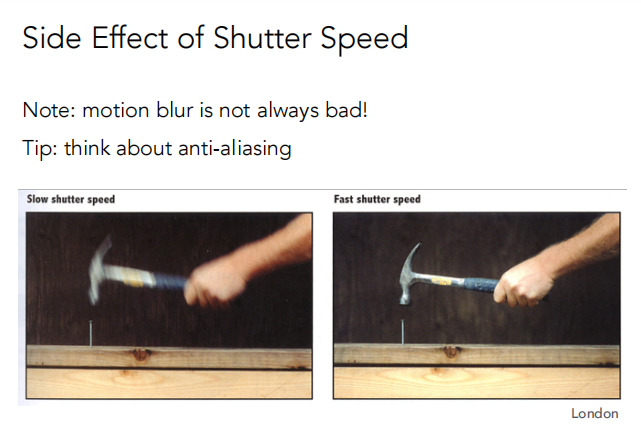 Side Effect of Shutter Speed
Note: motion blur is not always bad!
Tip: think about anti-aliasing
Slow shutter speed
Fast shutter speed
London